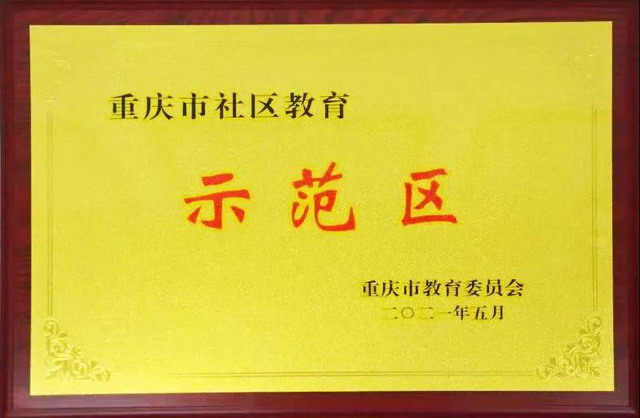 重庆市社区教育
示范区
重庆市教育委员会
二〇二一年五月